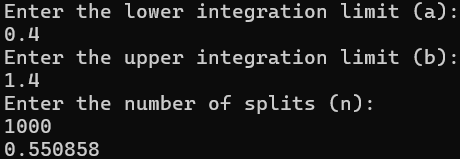 Enter the lower integration limit (a):
0.4
Enter the upper integration limit (b):
1.4
Enter the number of splits (n):
1000
0.550858